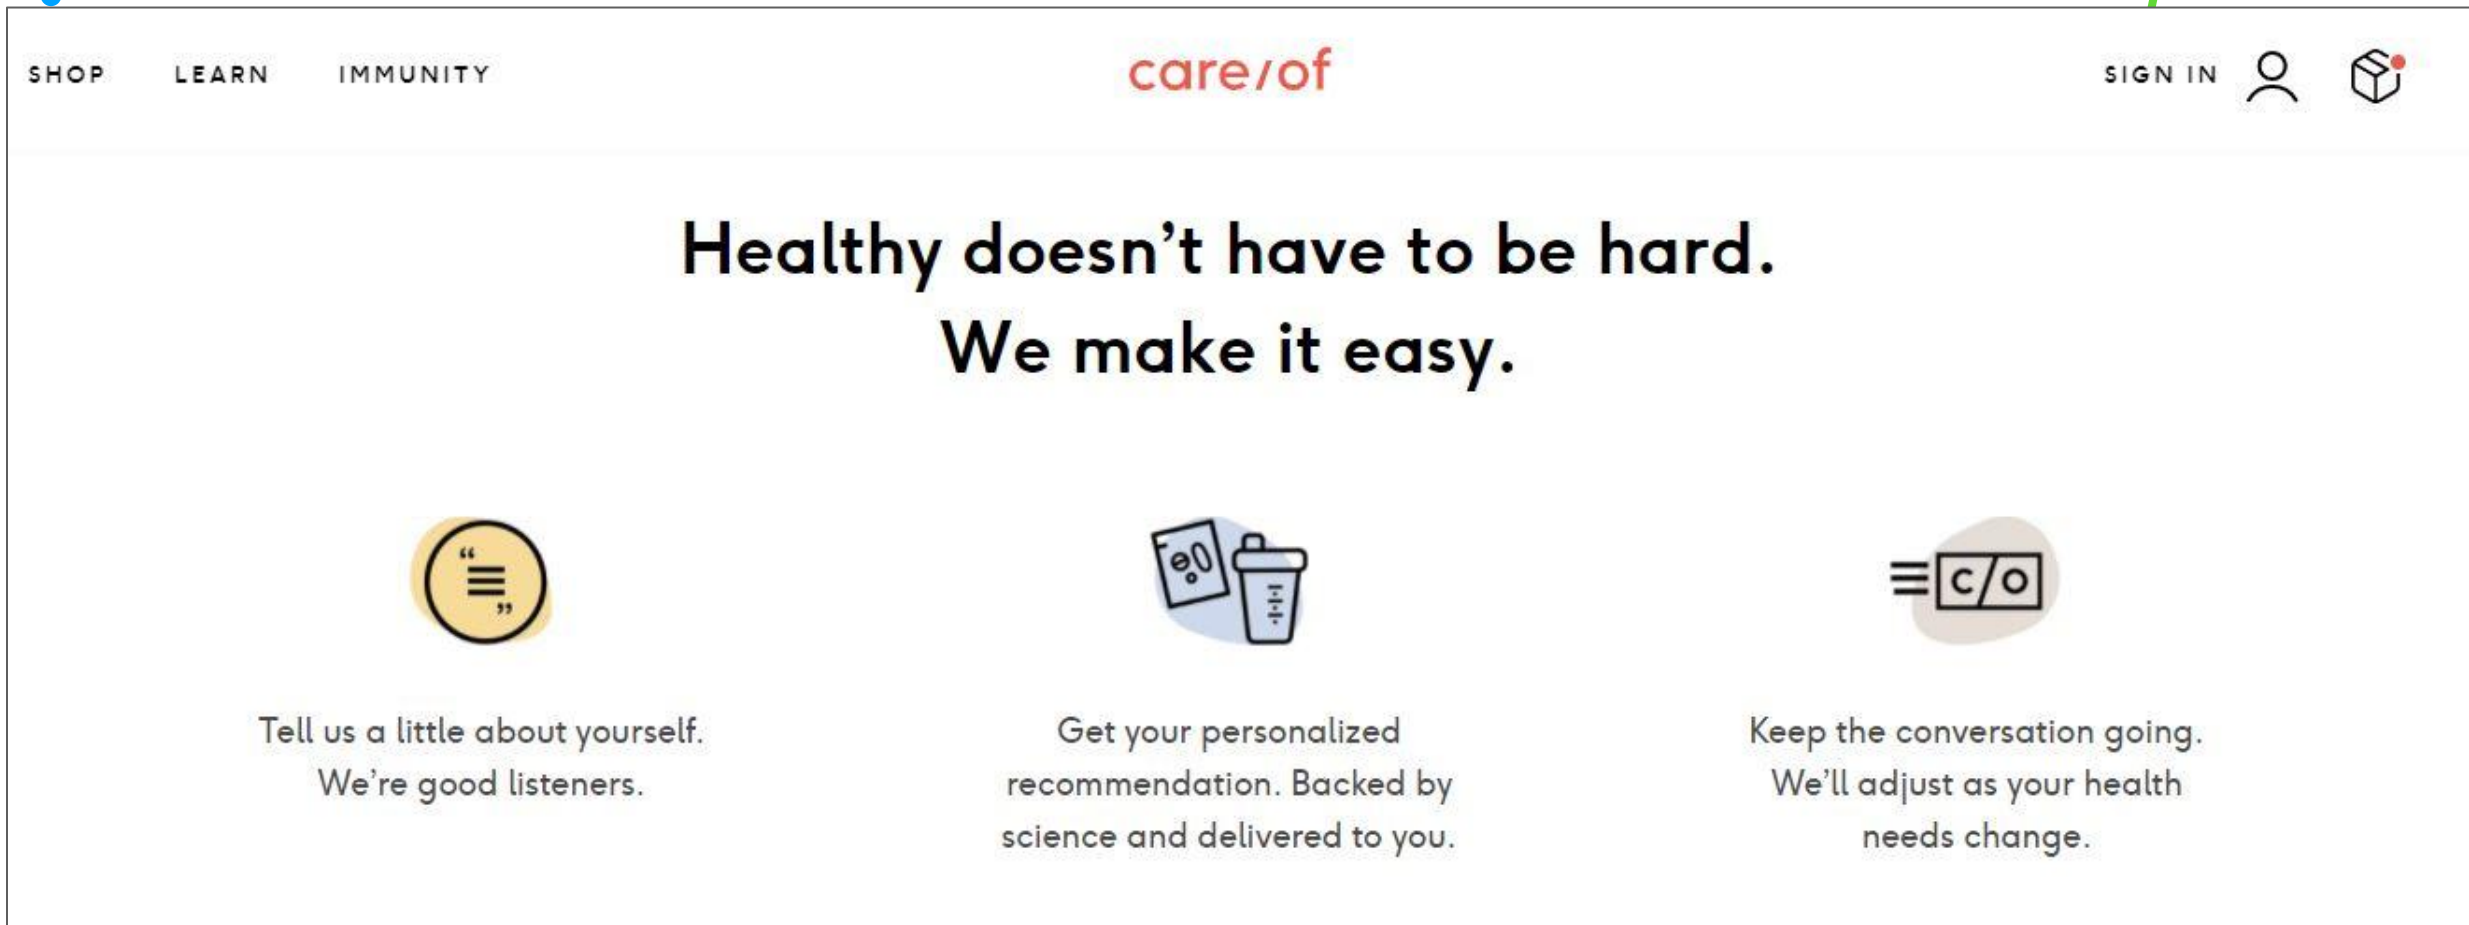 SHOP LEARN IMMUNITY care/of SIGN IN
Healthy doesn’t have to be hard.
We make it easy.
“
”
C/O
Tell us a little about yourself.
We’re good listeners.
Get your personalized
recommendation. Backed by
science and delivered to you.
Keep the conversation going.
We’ll adjust as your health
needs change.